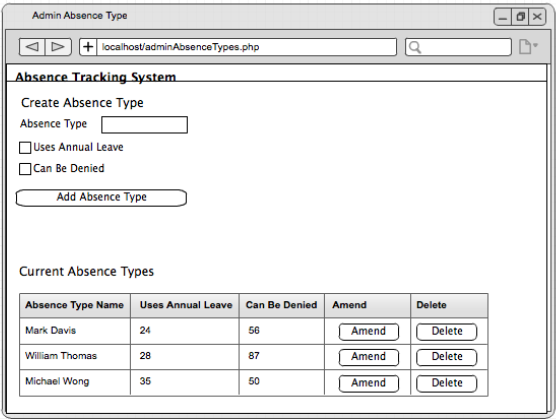 Admin Absence Type
localhost/adminAbsenceTypes.php
Absence Tracking System
Create Absence Type
Absence Type
Uses Annual Leave
Can Be Denied
Add Absence Type
Current Absence Types
Absence Type Name Uses Annual Leave Can Be Denied Amend Delete
Mark Davis 24 56 Amend Delete
William Thomas 28 87 Amend Delete
Michael Wong 35 50 Amend Delete